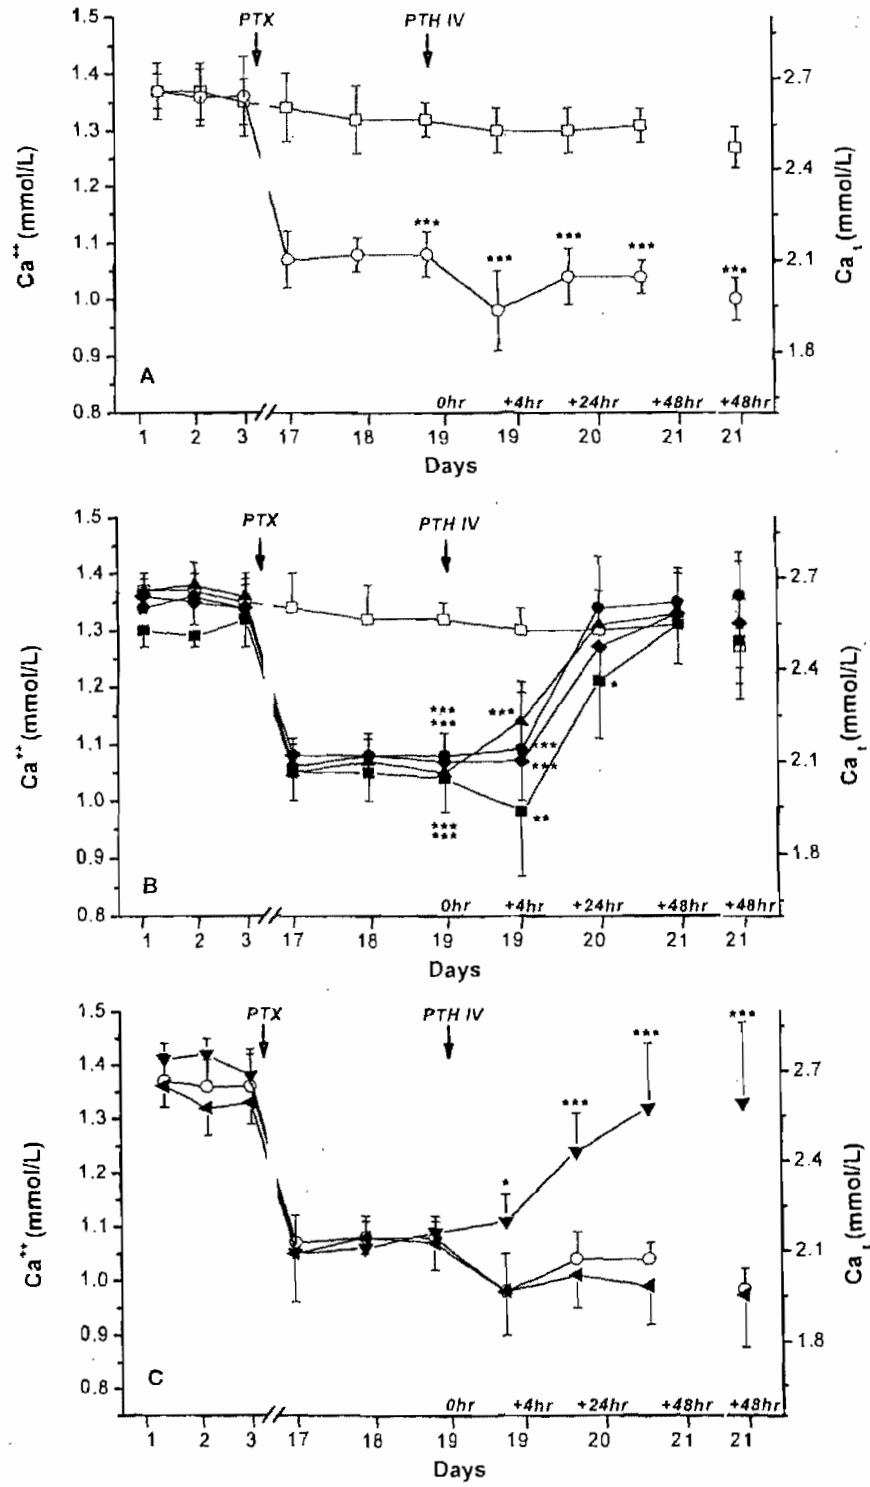 PTX PTH IV
1.5
1.4
1.3
1.2
1.1
1.0
0.9
0.8
Ca++ (mmol/L)
2.7
2.4
2.1
1.8
Ca t (mmol/L)
*** *** *** *** ***
A
0hr +4hr +24hr +48hr +48hr
1 2 3 17 18 19 19 20 21 21
Days
PTX PTH IV
1.5
1.4
1.3
1.2
1.1
1.0
0.9
0.8
Ca++ (mmol/L)
2.7
2.4
2.1
1.8
Ca t (mmol/L)
*** ***
***
***
***
*
**
***
***
B
0hr +4hr +24hr +48hr +48hr
1 2 3 17 18 19 19 20 21 21
Days
PTX PTH IV
1.5
1.4
1.3
1.2
1.1
1.0
0.9
0.8
Ca++ (mmol/L)
2.7
2.4
2.1
1.8
Ca t (mmol/L)
* *** *** ***
C
0hr +4hr +24hr +48hr +48hr
1 2 3 17 18 19 19 20 21 21
Days